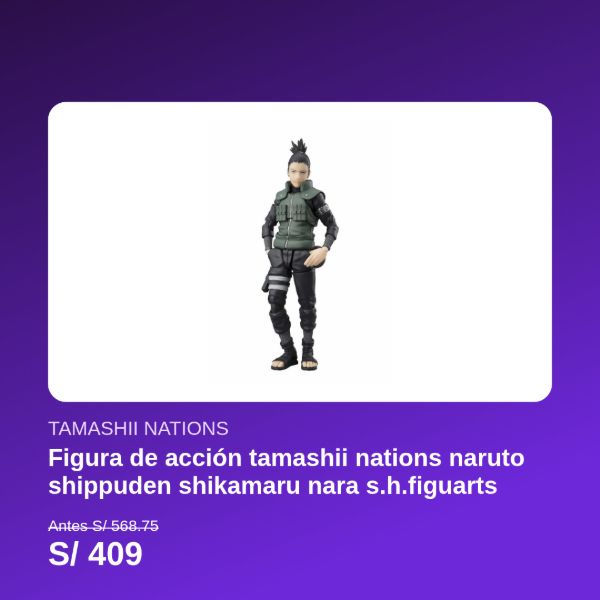 TAMASHII NATIONS
Figura de acción tamashii nations naruto
shippuden shikamaru nara s.h.figuarts
Antes S/ 568.75
S/ 409